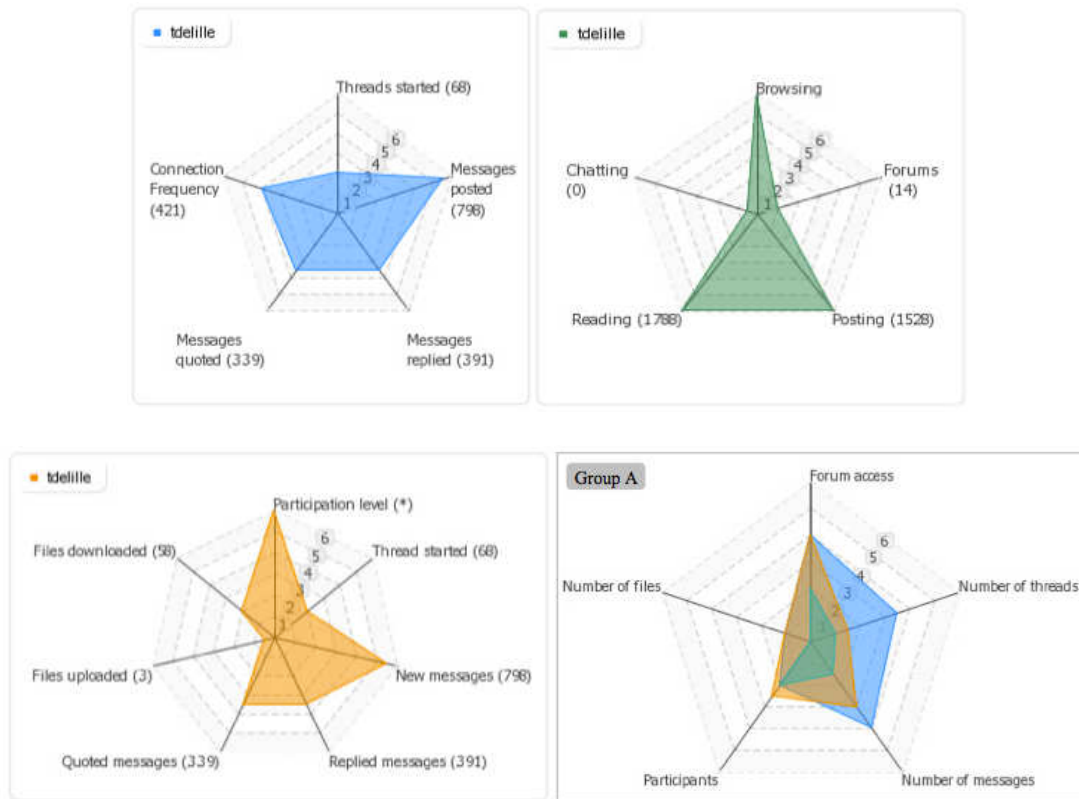 tdelille
Threads started (68)
6
5
4
3
2
1
Connection
Frequency
(421)
Messages
posted
(798)
Messages
quoted (339)
Messages
replied (391)
tdelille
Browsing
6
5
4
3
2
1
Chatting
(0)
Forums
(14)
Reading (1788)
Posting (1528)
tdelille
Participation level (*)
6
5
4
3
2
1
Files downloaded (58)
Thread started (68)
Files uploaded (3)
New messages (798)
Quoted messages (339)
Replied messages (391)
Group A
Forum access
6
5
4
3
2
1
Number of files
Number of threads
Participants
Number of messages